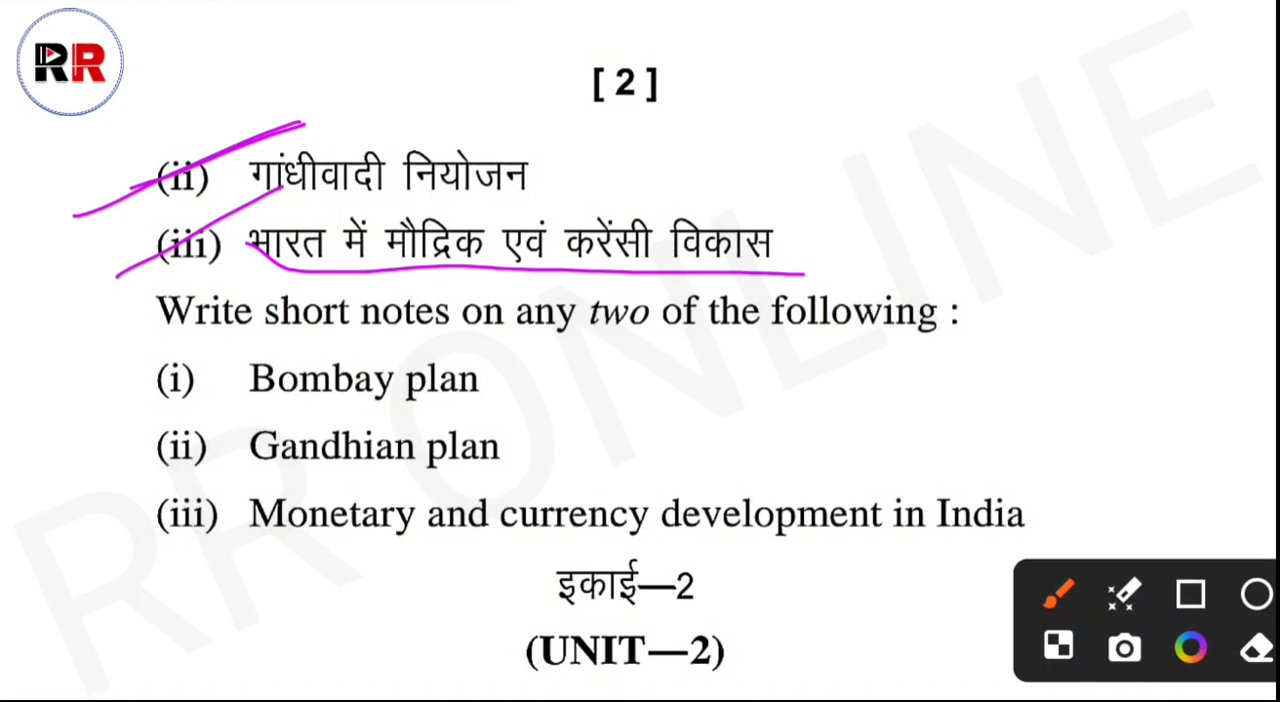 RR
[ 2 ]
(ii) गांधीवादी नियोजन
(iii) भारत में मौद्रिक एवं करेंसी विकास
Write short notes on any two of the following :
(i) Bombay plan
(ii) Gandhian plan
(iii) Monetary and currency development in India
इकाई—2
(UNIT—2)
RR ONLINE